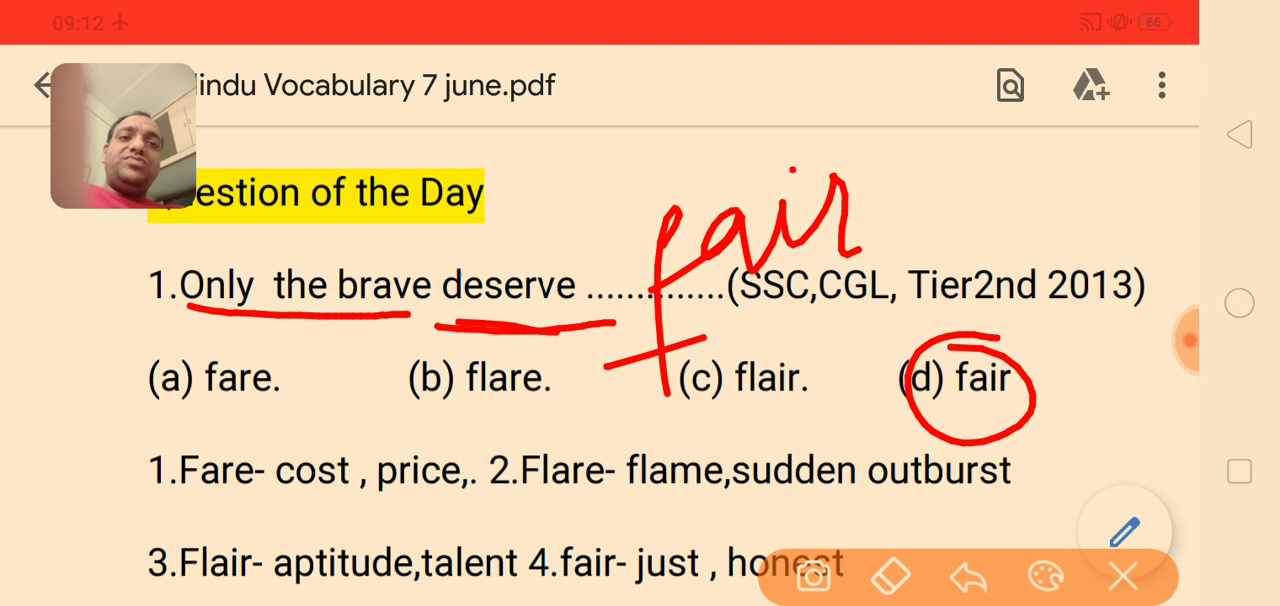 09:12
66
indu Vocabulary 7 june.pdf
estion of the Day
fair
1.Only the brave deserve ..............(SSC,CGL, Tier2nd 2013)
(a) fare. (b) flare. (c) flair. (d) fair
1.Fare- cost , price,. 2.Flare- flame,sudden outburst
3.Flair- aptitude,talent 4.fair- just , honest